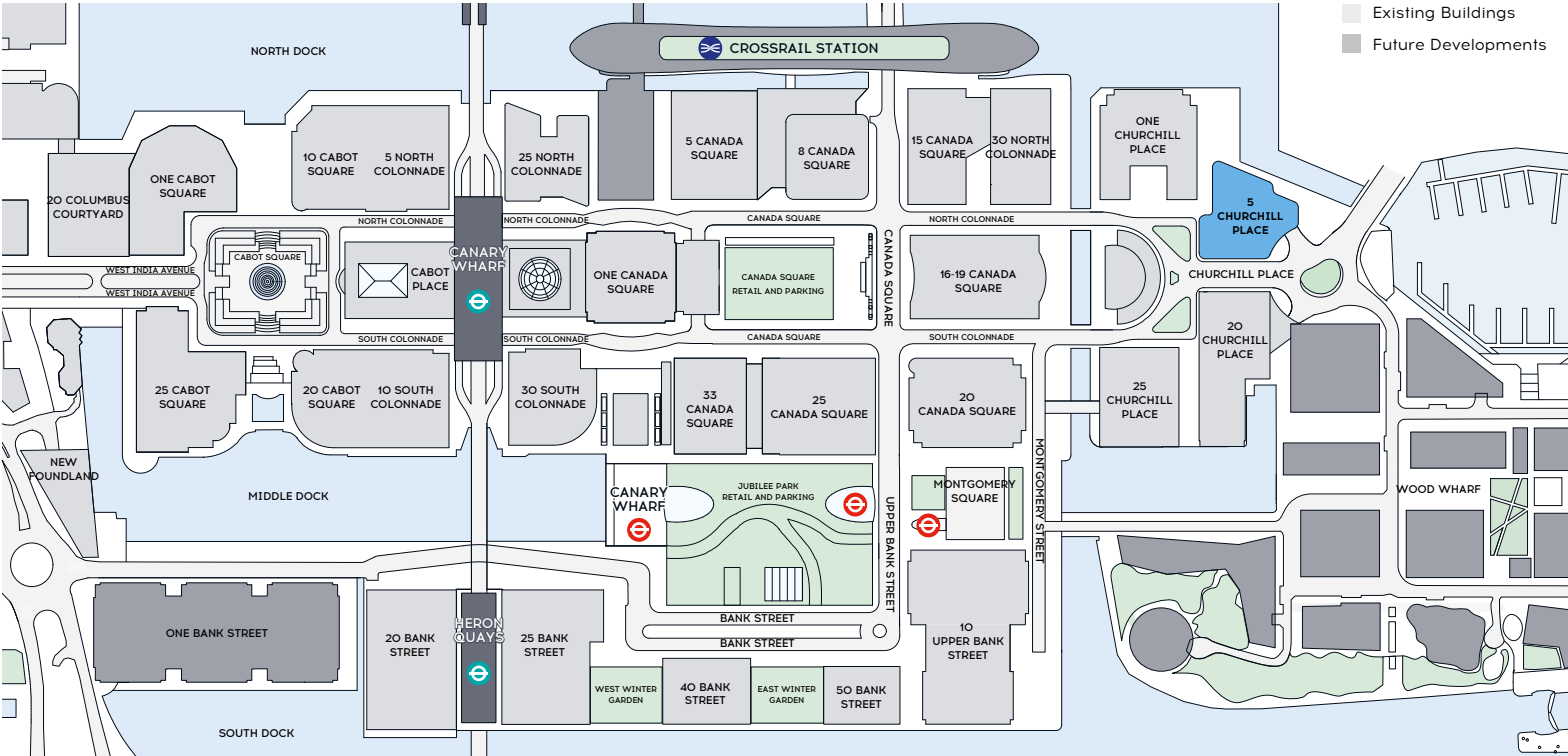 Existing Buildings
Future Developments
NORTH DOCK
CROSSRAIL STATION
10 CABOT
SQUARE
5 NORTH
COLONNADE
25 NORTH
COLONNADE
5 CANADA
SQUARE
8 CANADA
SQUARE
15 CANADA
SQUARE
30 NORTH
COLONNADE
ONE
CHURCHILL
PLACE
ONE CABOT
SQUARE
20 COLUMBUS
COURTYARD
5
CHURCHILL
PLACE
NORTH COLONNADE
NORTH COLONNADE
CANADA SQUARE
NORTH COLONNADE
CANARY
WHARF
CABOT SQUARE
CABOT
PLACE
WEST INDIA AVENUE
WEST INDIA AVENUE
ONE CANADA
SQUARE
CANADA SQUARE
RETAIL AND PARKING
CANADA SQUARE
16-19 CANADA
SQUARE
CHURCHILL PLACE
SOUTH COLONNADE
SOUTH COLONNADE
CANADA SQUARE
SOUTH COLONNADE
20
CHURCHILL
PLACE
25 CABOT
SQUARE
20 CABOT
SQUARE
10 SOUTH
COLONNADE
30 SOUTH
COLONNADE
33
CANADA
SQUARE
25
CANADA SQUARE
20
CANADA SQUARE
25
CHURCHILL
PLACE
NEW
FOUNDLAND
MIDDLE DOCK
CANARY
WHARF
JUBILEE PARK
RETAIL AND PARKING
UPPER BANK STREET
MONTGOMERY
SQUARE
MONTGOMERY STREET
WOOD WHARF
ONE BANK STREET
20 BANK
STREET
HERON
QUAYS
25 BANK
STREET
BANK STREET
BANK STREET
10
UPPER BANK
STREET
WEST WINTER
GARDEN
40 BANK
STREET
EAST WINTER
GARDEN
50 BANK
STREET
SOUTH DOCK